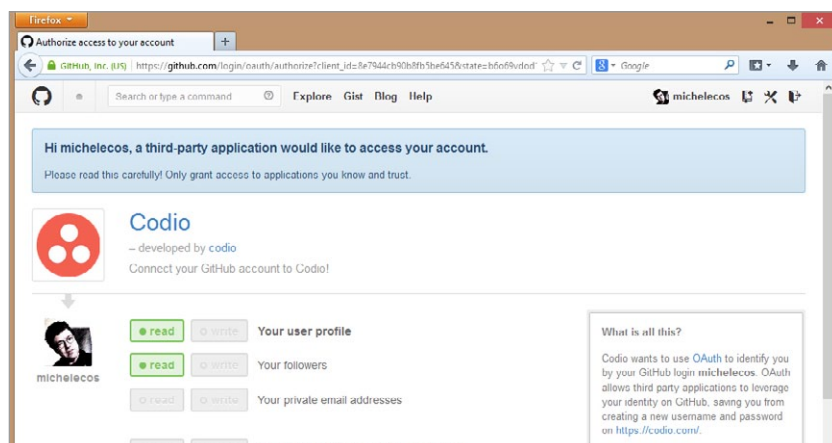 Firefox
Authorize access to your account
GitHub, Inc. (US) https://github.com/login/oauth/authorize?client_id=8e7944cb90b8fb5be645&state=b6o69vdod
Google
Search or type a command
Explore Gist Blog Help
michelecos
Hi michelecos, a third-party application would like to access your account.
Please read this carefully! Only grant access to applications you know and trust.
Codio
– developed by codio
Connect your GitHub account to Codio!
michelecos
read write Your user profile
read write Your followers
read write Your private email addresses
What is all this?
Codio wants to use OAuth to identify you
by your GitHub login michelecos. OAuth
allows third party applications to leverage
your identity on GitHub, saving you from
creating a new username and password
on https://codio.com/.